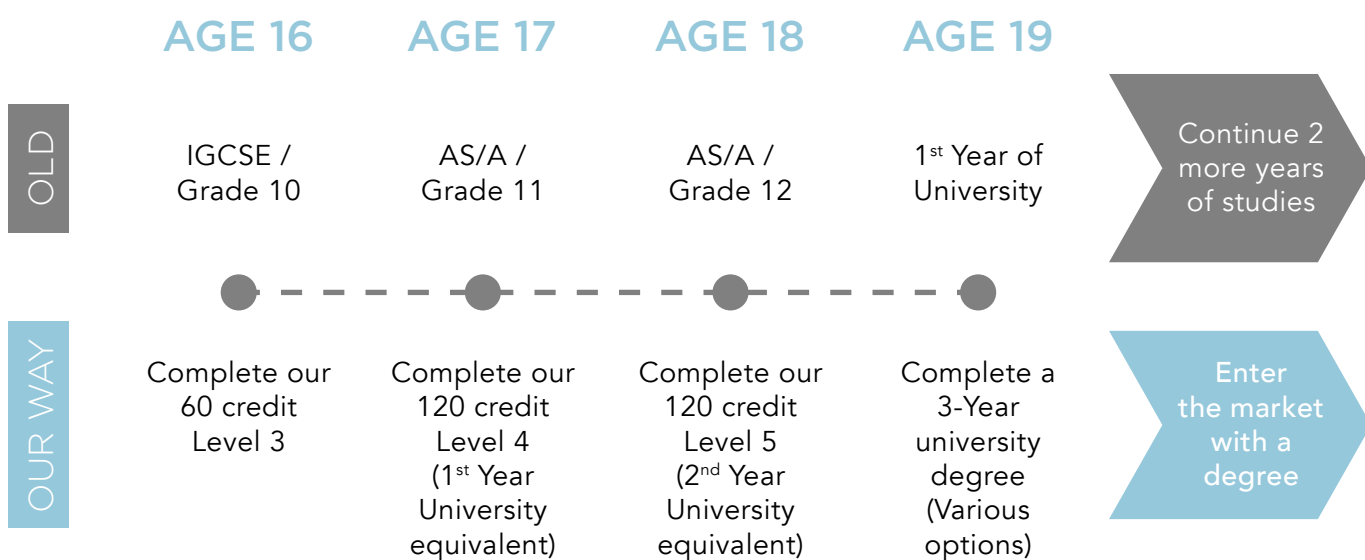 AGE 16
AGE 17
AGE 18
AGE 19
OLD
IGCSE /
Grade 10
AS/A /
Grade 11
AS/A /
Grade 12
1st Year of
University
Continue 2
more years
of studies
OUR WAY
Complete our
60 credit
Level 3
Complete our
120 credit
Level 4
(1st Year
University
equivalent)
Complete our
120 credit
Level 5
(2nd Year
University
equivalent)
Complete a
3-Year
university
degree
(Various
options)
Enter
the market
with a
degree